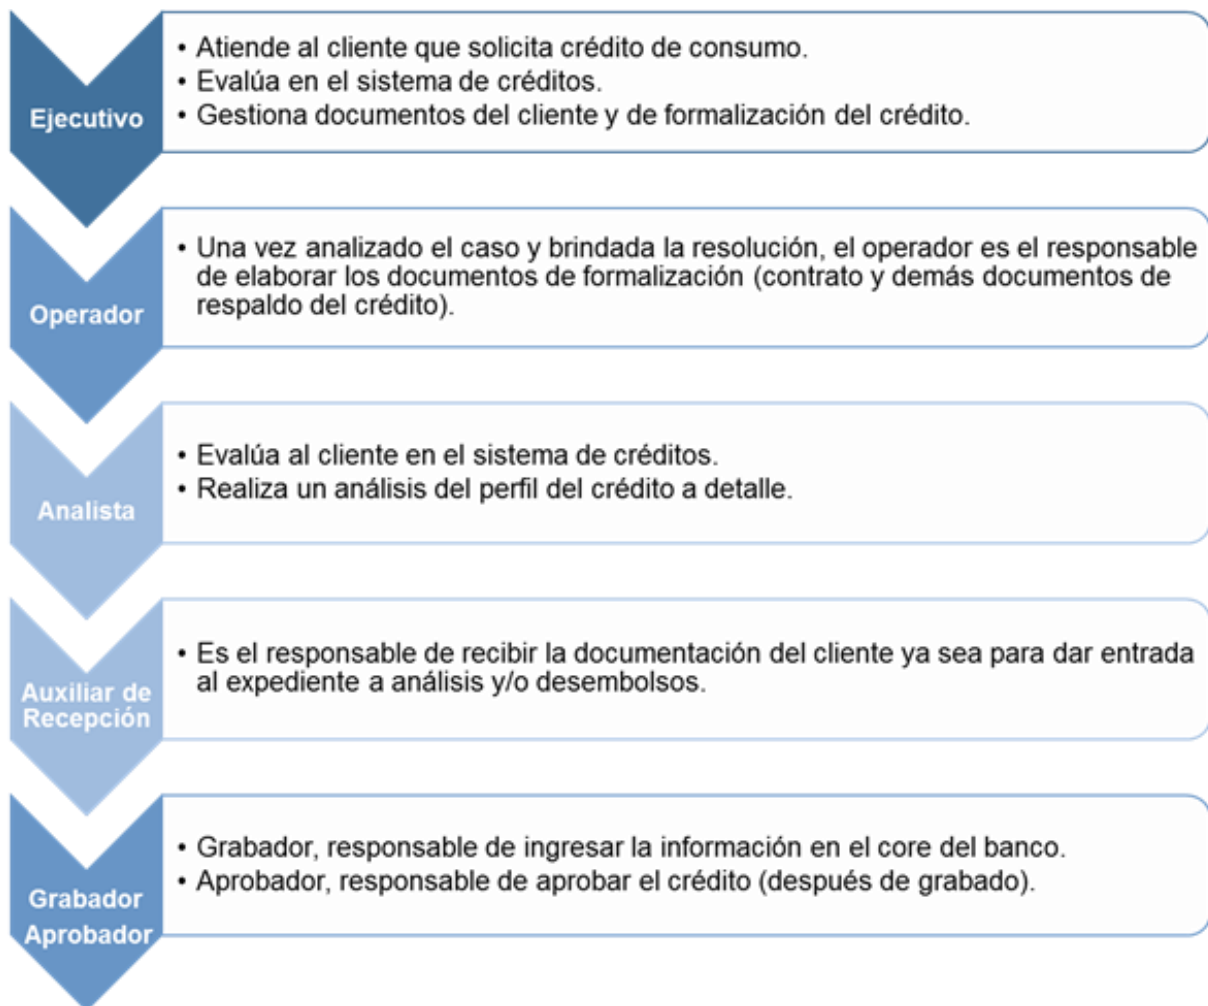 Ejecutivo
• Atiende al cliente que solicita crédito de consumo.
• Evalúa en el sistema de créditos.
• Gestiona documentos del cliente y de formalización del crédito.
Operador
• Una vez analizado el caso y brindada la resolución, el operador es el responsable
de elaborar los documentos de formalización (contrato y demás documentos de
respaldo del crédito).
Analista
• Evalúa al cliente en el sistema de créditos.
• Realiza un análisis del perfil del crédito a detalle.
Auxiliar de
Recepción
• Es el responsable de recibir la documentación del cliente ya sea para dar entrada
al expediente a análisis y/o desembolsos.
Grabador
Aprobador
• Grabador, responsable de ingresar la información en el core del banco.
• Aprobador, responsable de aprobar el crédito (después de grabado).